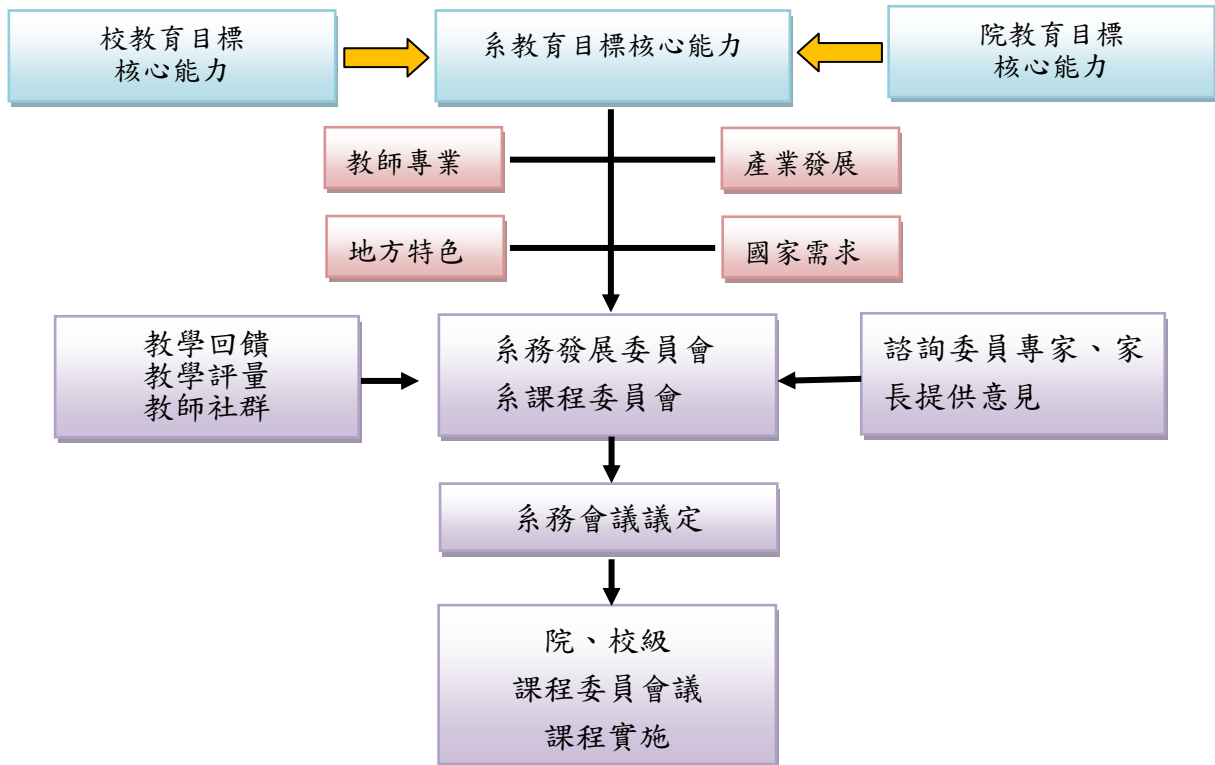 校教育目標
核心能力
系教育目標核心能力
院教育目標
核心能力
教師專業
產業發展
地方特色
國家需求
教學回饋
教學評量
教師社群
系務發展委員會
系課程委員會
諮詢委員專家、家
長提供意見
系務會議議定
院、校級
課程委員會議
課程實施